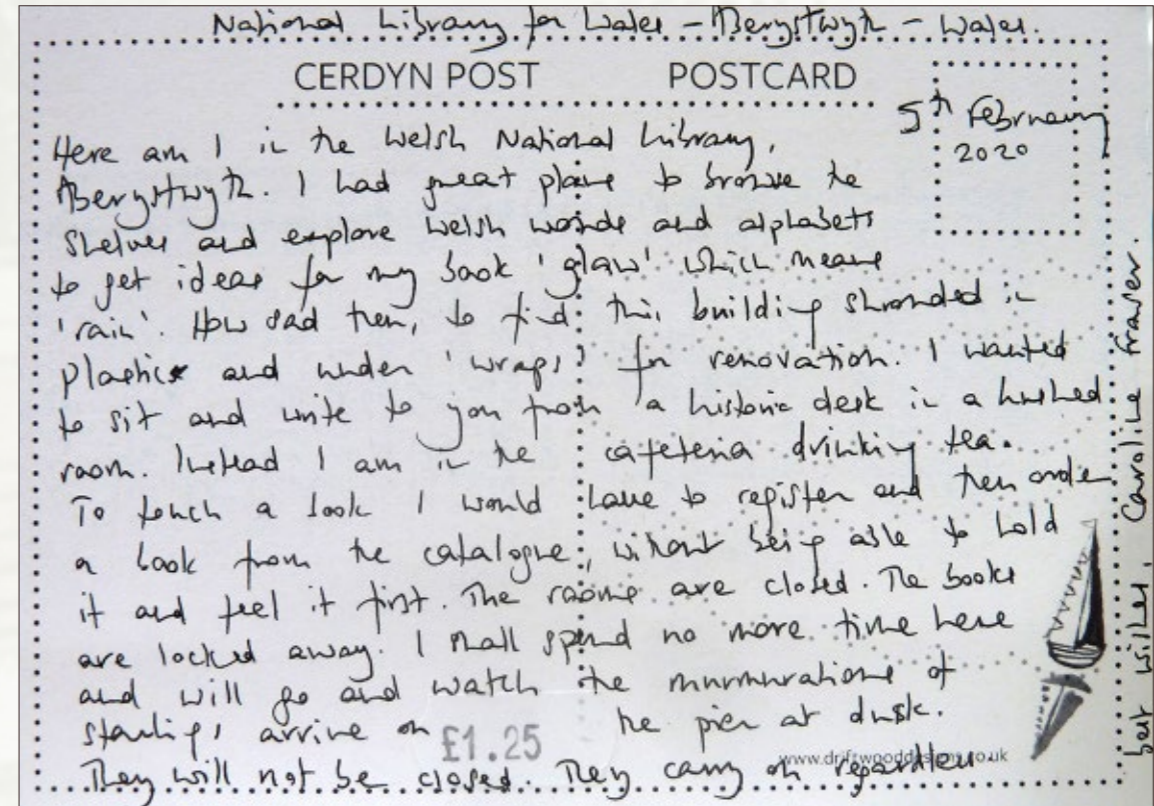 National Library for Wales – Aberystwyth – Wales.
CERDYN POST POSTCARD
5th February
2020
Here am I in the Welsh National Library,
Aberystwyth. I had great plans to browse the
shelves and explore Welsh words and alphabets
to get ideas for my book 'glaw' which means
'rain'. How sad then, to find this building shrouded in
plastic and under 'wraps' for renovation. I wanted
to sit and write to you from a historic desk in a hushed
room. Instead I am in the cafeteria drinking tea.
To touch a book I would have to register and then order
a book from the catalogue, without being able to hold
it and feel it first. The rooms are closed. The books
are locked away. I shall spend no more time here
and will go and watch the murmurations of
starlings arrive on the pier at dusk.
They will not be closed. They carry on regardless.
£1.25
www.driftwooddesigns.co.uk
best wishes, Caroline Fraser.